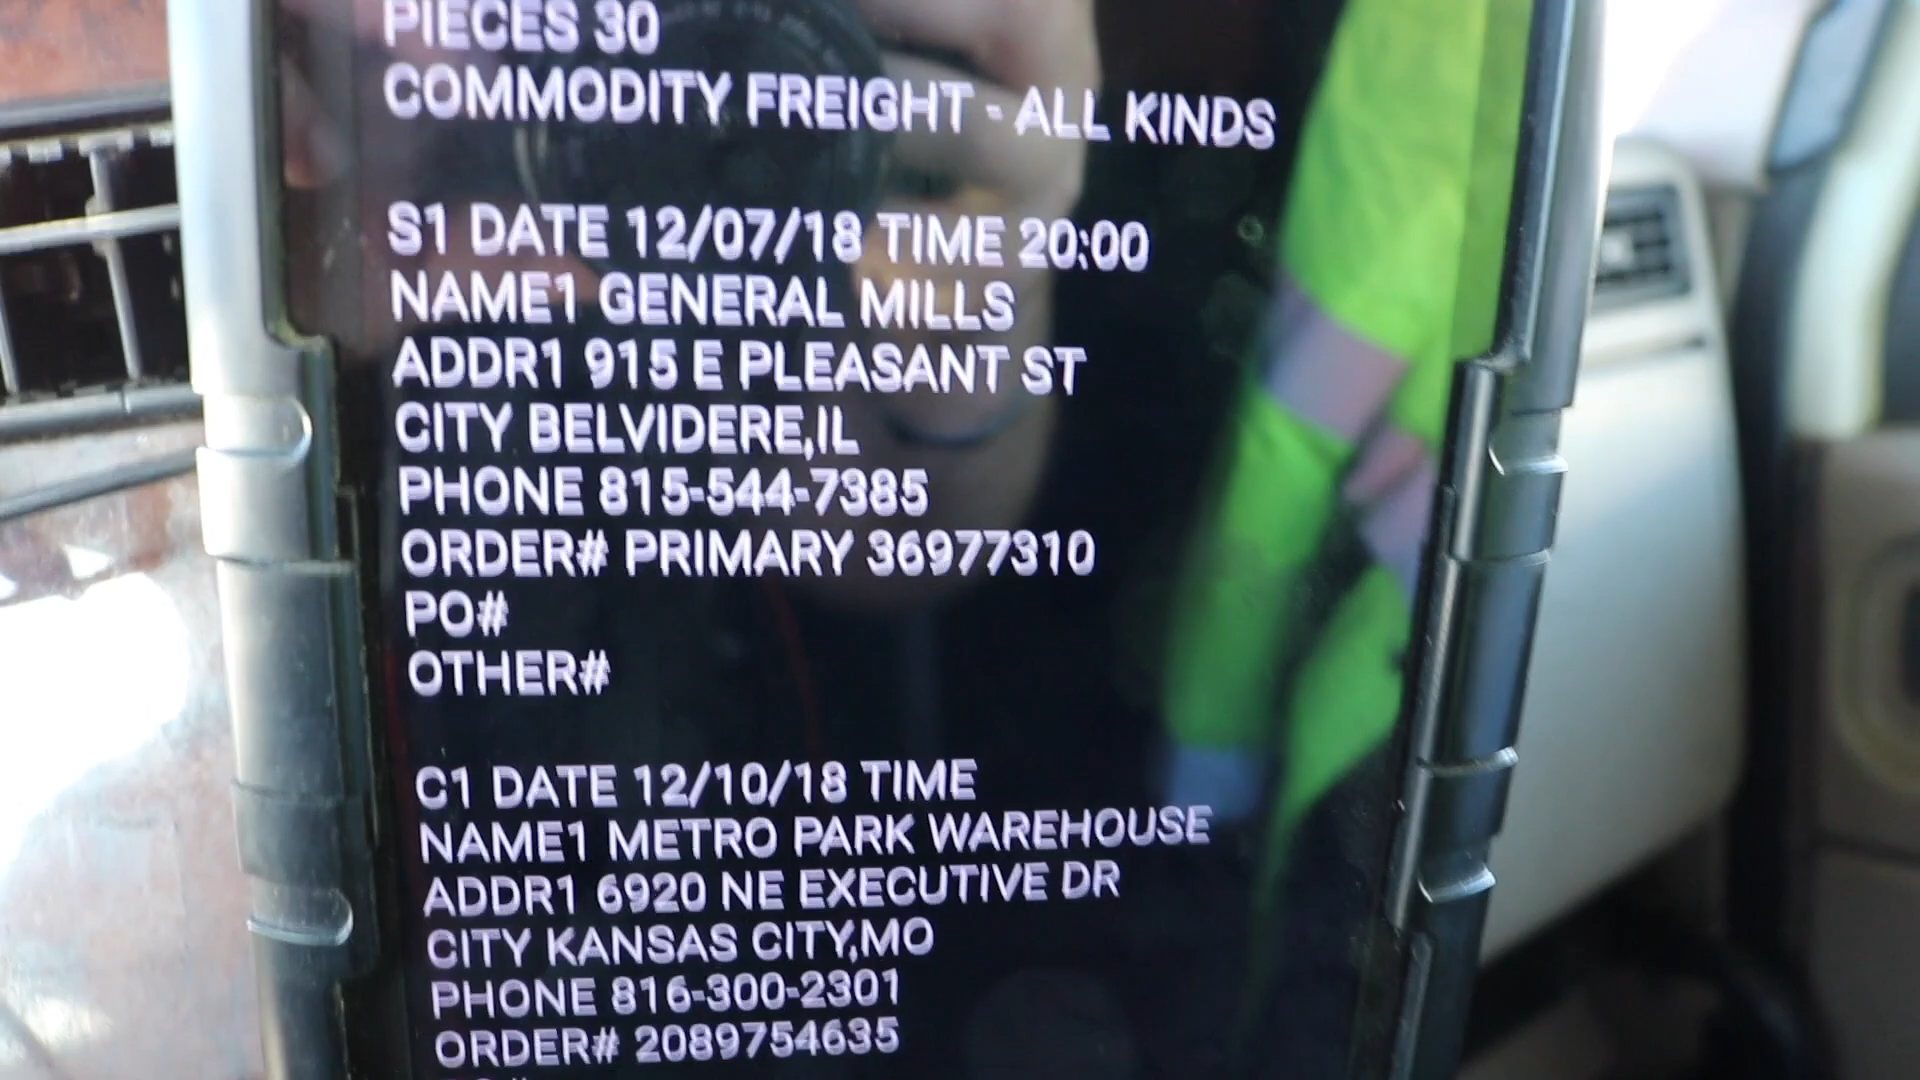 PIECES 30
COMMODITY FREIGHT - ALL KINDS
S1 DATE 12/07/18 TIME 20:00
NAME1 GENERAL MILLS
ADDR1 915 E PLEASANT ST
CITY BELVIDERE,IL
PHONE 815-544-7385
ORDER# PRIMARY 36977310
PO#
OTHER#
C1 DATE 12/10/18 TIME
NAME1 METRO PARK WAREHOUSE
ADDR1 6920 NE EXECUTIVE DR
CITY KANSAS CITY,MO
PHONE 816-300-2301
ORDER# 2089754635